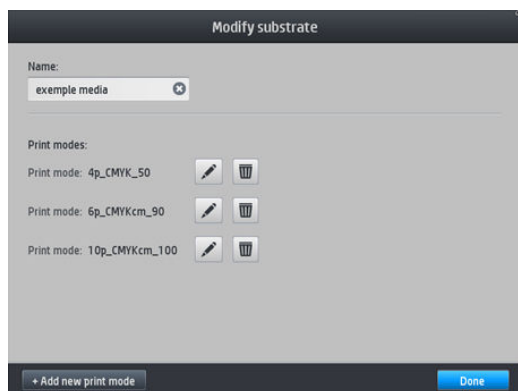 Modify substrate
Name:
exemple media
Print modes:
Print mode: 4p_CMYK_50
Print mode: 6p_CMYKcm_90
Print mode: 10p_CMYKcm_100
+ Add new print mode
Done